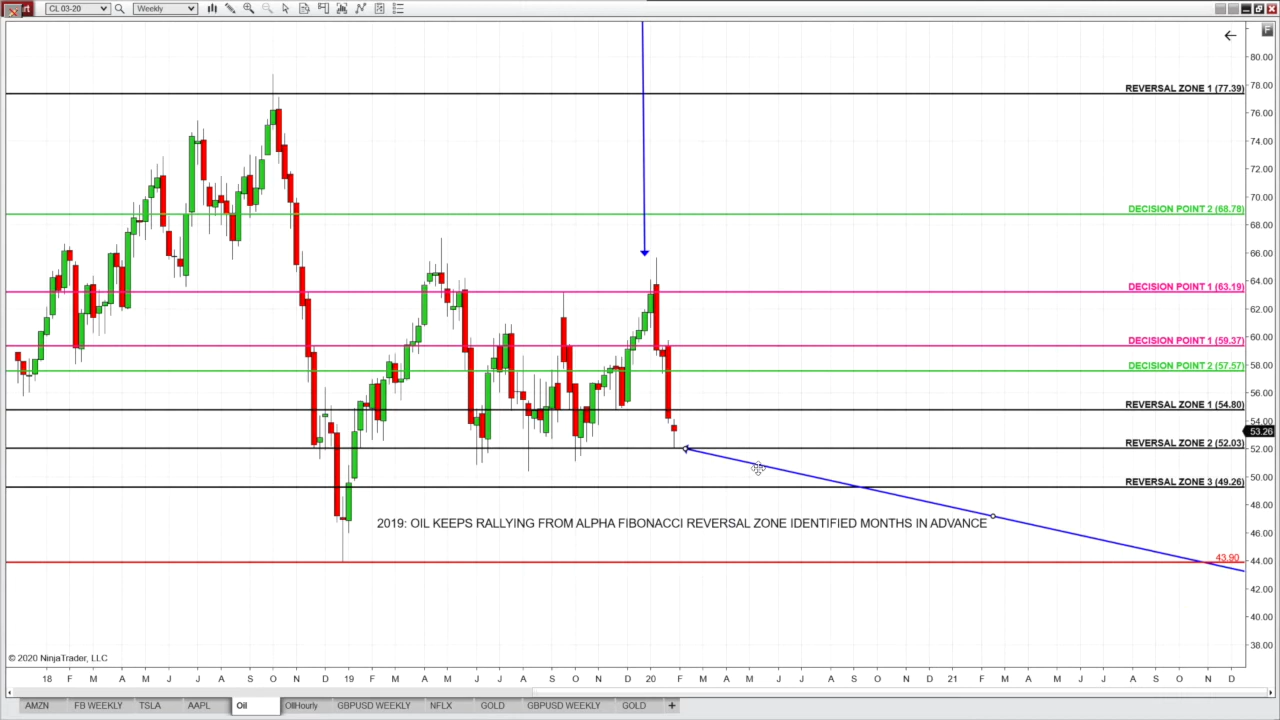 CL 03-20
Weekly
F
80.00
REVERSAL ZONE 1 (77.39)
78.00
76.00
74.00
72.00
70.00
DECISION POINT 2 (68.78)
68.00
66.00
64.00
DECISION POINT 1 (63.19)
62.00
60.00
DECISION POINT 1 (59.37)
58.00
DECISION POINT 2 (57.57)
56.00
REVERSAL ZONE 1 (54.80)
54.00
53.26
REVERSAL ZONE 2 (52.03)
52.00
50.00
REVERSAL ZONE 3 (49.26)
48.00
2019: OIL KEEPS RALLYING FROM ALPHA FIBONACCI REVERSAL ZONE IDENTIFIED MONTHS IN ADVANCE
46.00
43.90
44.00
42.00
40.00
38.00
© 2020 NinjaTrader, LLC
18 F M A M J J A S O N D 19 F M A M J J A S O N D 20 F M A M J J A S O N D 21 F M A M J J A S O N D
AMZN FB WEEKLY TSLA AAPL Oil OilHourly GBPUSD WEEKLY NFLX GOLD GBPUSD WEEKLY GOLD +